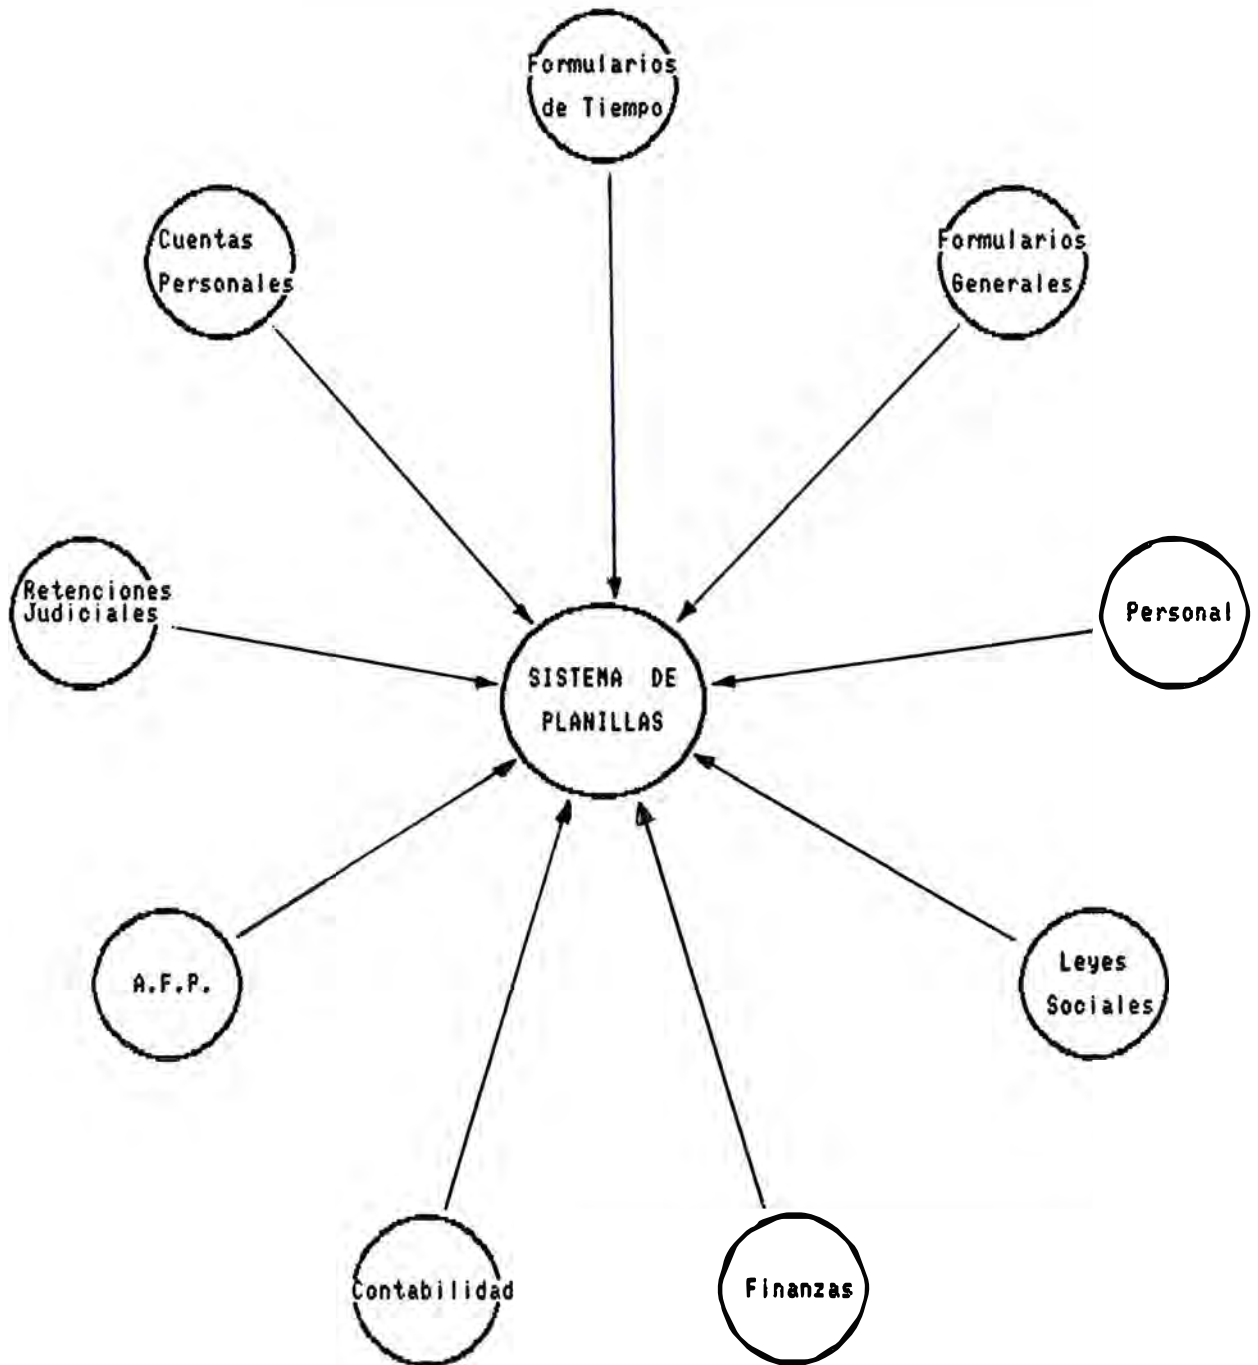 Formularios
de Tiempo
Cuentas
Personales
Formularios
Generales
Retenciones
Judiciales
Personal
SISTEMA DE
PLANILLAS
A.F.P.
Leyes
Sociales
Contabilidad
Finanzas